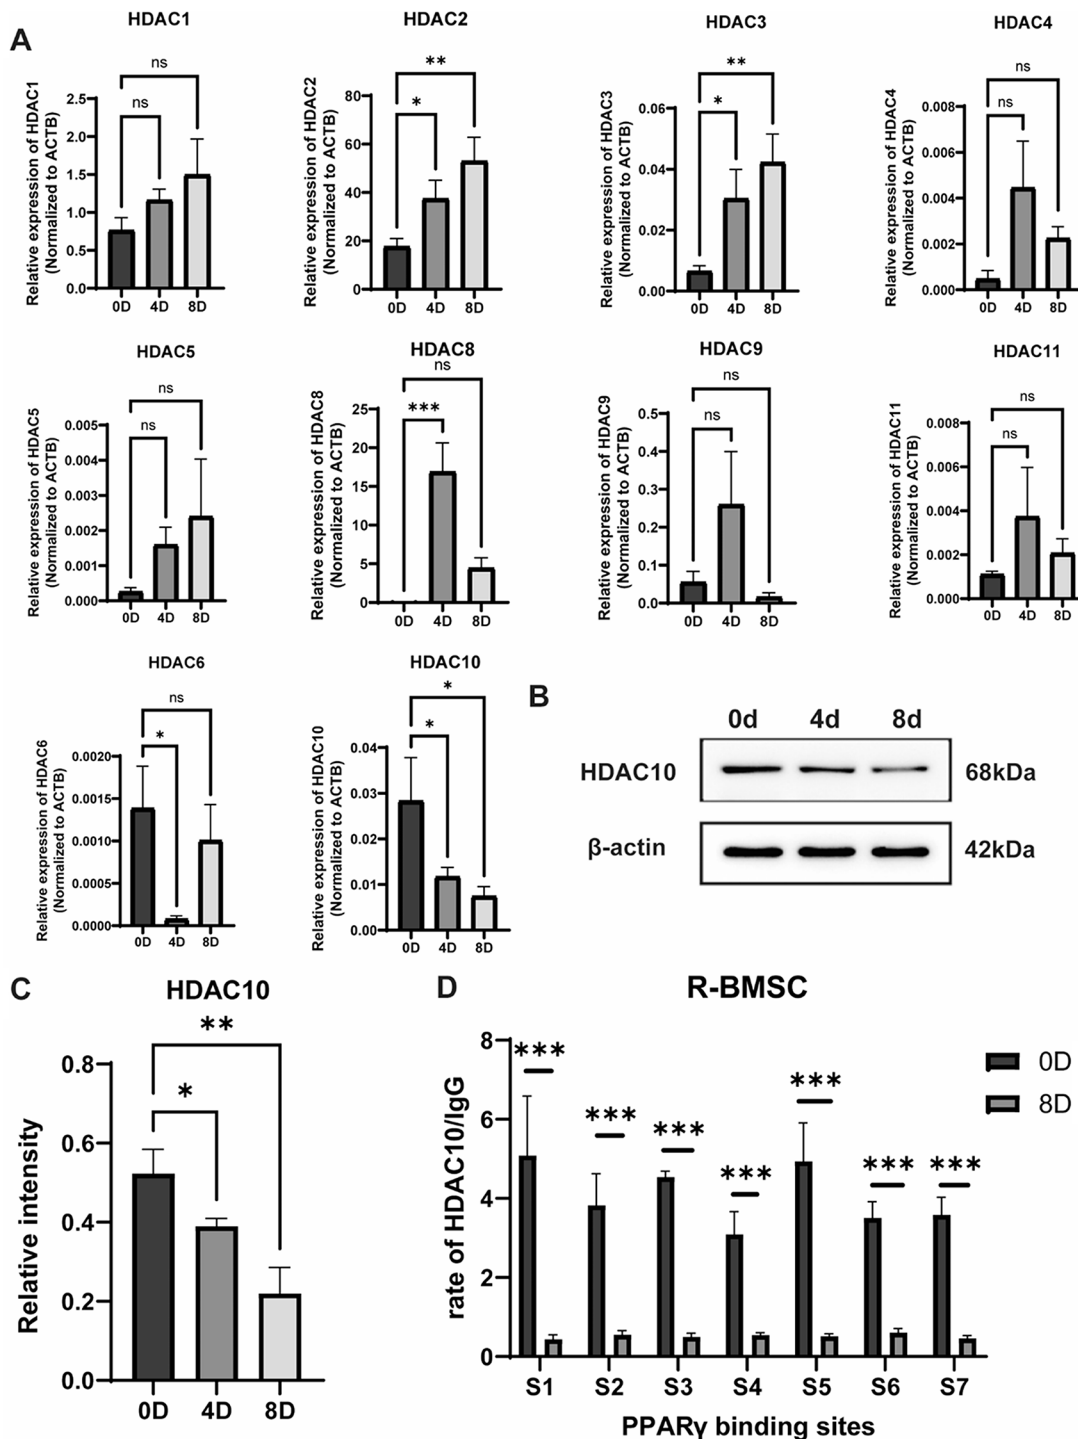 A
HDAC1
ns
ns
Relative expression of HDAC1
(Normalized to ACTB)
2.5
2.0
1.5
1.0
0.5
0.0
0D 4D 8D
HDAC2
**
*
Relative expression of HDAC2
(Normalized to ACTB)
80
60
40
20
0
0D 4D 8D
HDAC3
**
*
Relative expression of HDAC3
(Normalized to ACTB)
0.06
0.03
0.02
0.00
0D 4D 8D
HDAC4
ns
ns
Relative expression of HDAC4
(Normalized to ACTB)
0.008
0.006
0.004
0.002
0.000
0D 4D 8D
HDAC5
ns
ns
Relative expression of HDAC5
(Normalized to ACTB)
0.005
0.004
0.003
0.002
0.001
0.000
0D 4D 8D
HDAC8
ns
***
Relative expression of HDAC8
(Normalized to ACTB)
25
20
15
10
5
0
0D 4D 8D
HDAC9
ns
ns
Relative expression of HDAC9
(Normalized to ACTB)
0.5
0.4
0.3
0.2
0.1
0.0
0D 4D 8D
HDAC11
ns
ns
Relative expression of HDAC11
(Normalized to ACTB)
0.008
0.006
0.004
0.002
0.000
0D 4D 8D
HDAC6
ns
*
Relative expression of HDAC6
(Normalized to ACTB)
0.0020
0.0015
0.0010
0.0005
0.0000
0D 4D 8D
HDAC10
*
*
Relative expression of HDAC10
(Normalized to ACTB)
0.04
0.03
0.02
0.01
0.00
0D 4D 8D
B
0d 4d 8d
HDAC10 68kDa
β-actin 42kDa
C
HDAC10
**
*
Relative intensity
0.8
0.6
0.4
0.2
0.0
0D 4D 8D
D
R-BMSC
rate of HDAC10/IgG
8
6
4
2
0
*** *** *** *** *** *** ***
0D
8D
S1 S2 S3 S4 S5 S6 S7
PPARγ binding sites